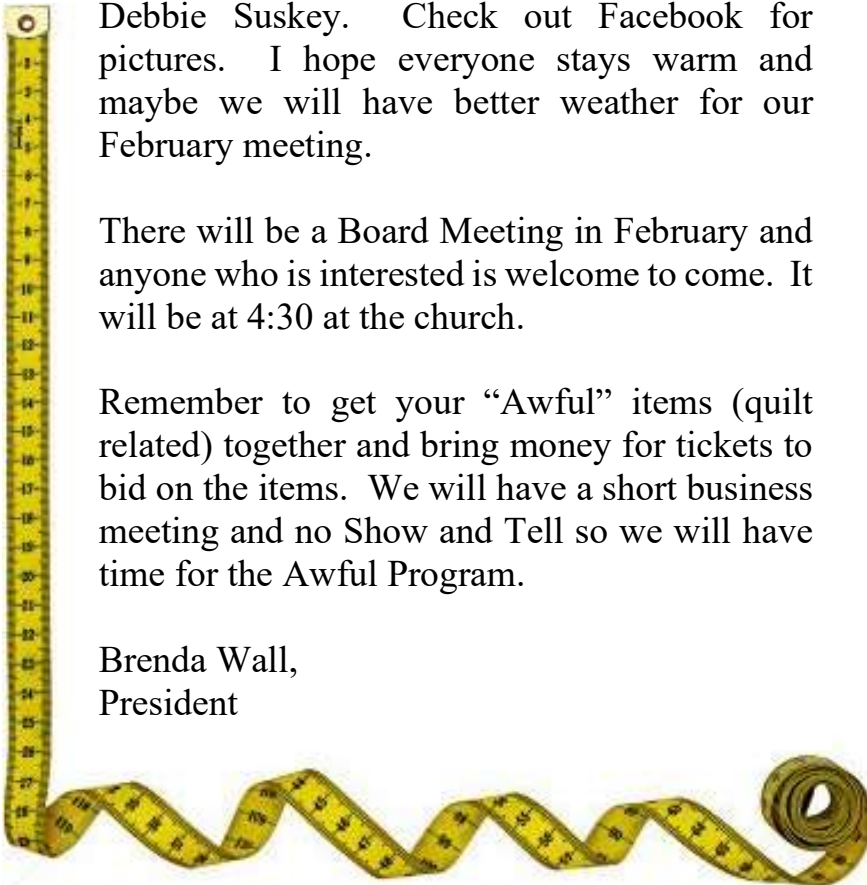 Debbie Suskey. Check out Facebook for
pictures. I hope everyone stays warm and
maybe we will have better weather for our
February meeting.
There will be a Board Meeting in February and
anyone who is interested is welcome to come. It
will be at 4:30 at the church.
Remember to get your “Awful” items (quilt
related) together and bring money for tickets to
bid on the items. We will have a short business
meeting and no Show and Tell so we will have
time for the Awful Program.
Brenda Wall,
President